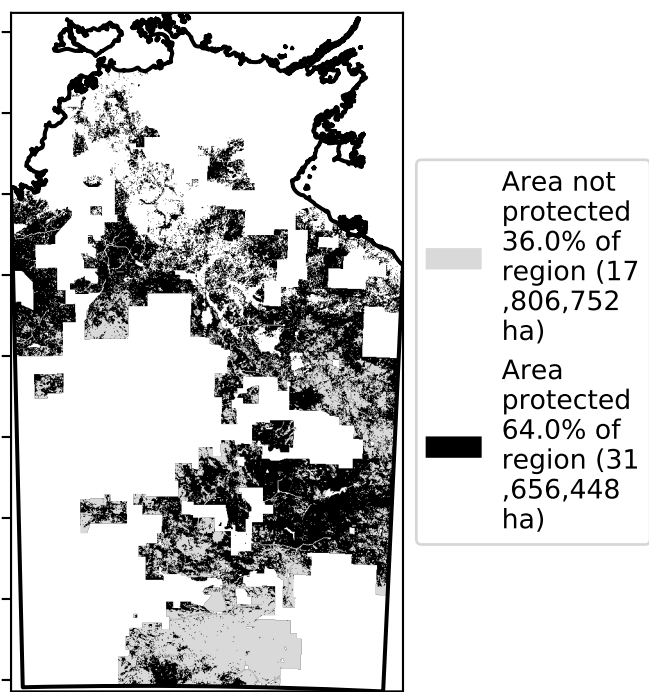 Area not
protected
36.0% of
region (17
,806,752
ha)
Area
protected
64.0% of
region (31
,656,448
ha)